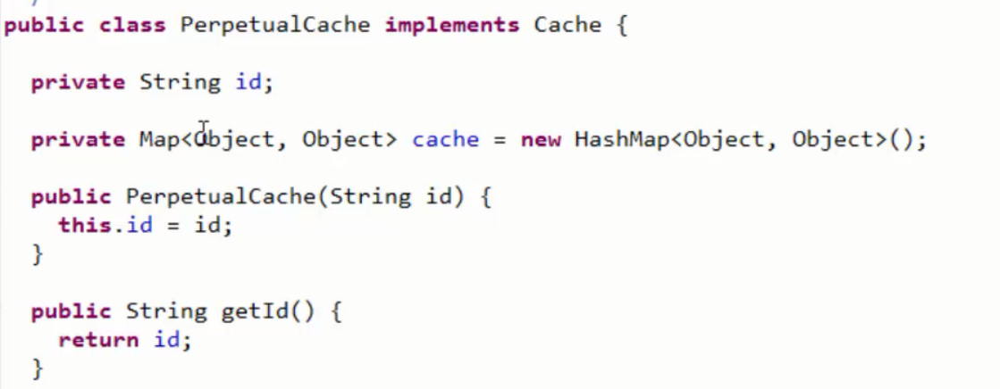 public class PerpetualCache implements Cache {
private String id;
private Map<Object, Object> cache = new HashMap<Object, Object>();
public PerpetualCache(String id) {
this.id = id;
}
public String getId() {
return id;
}